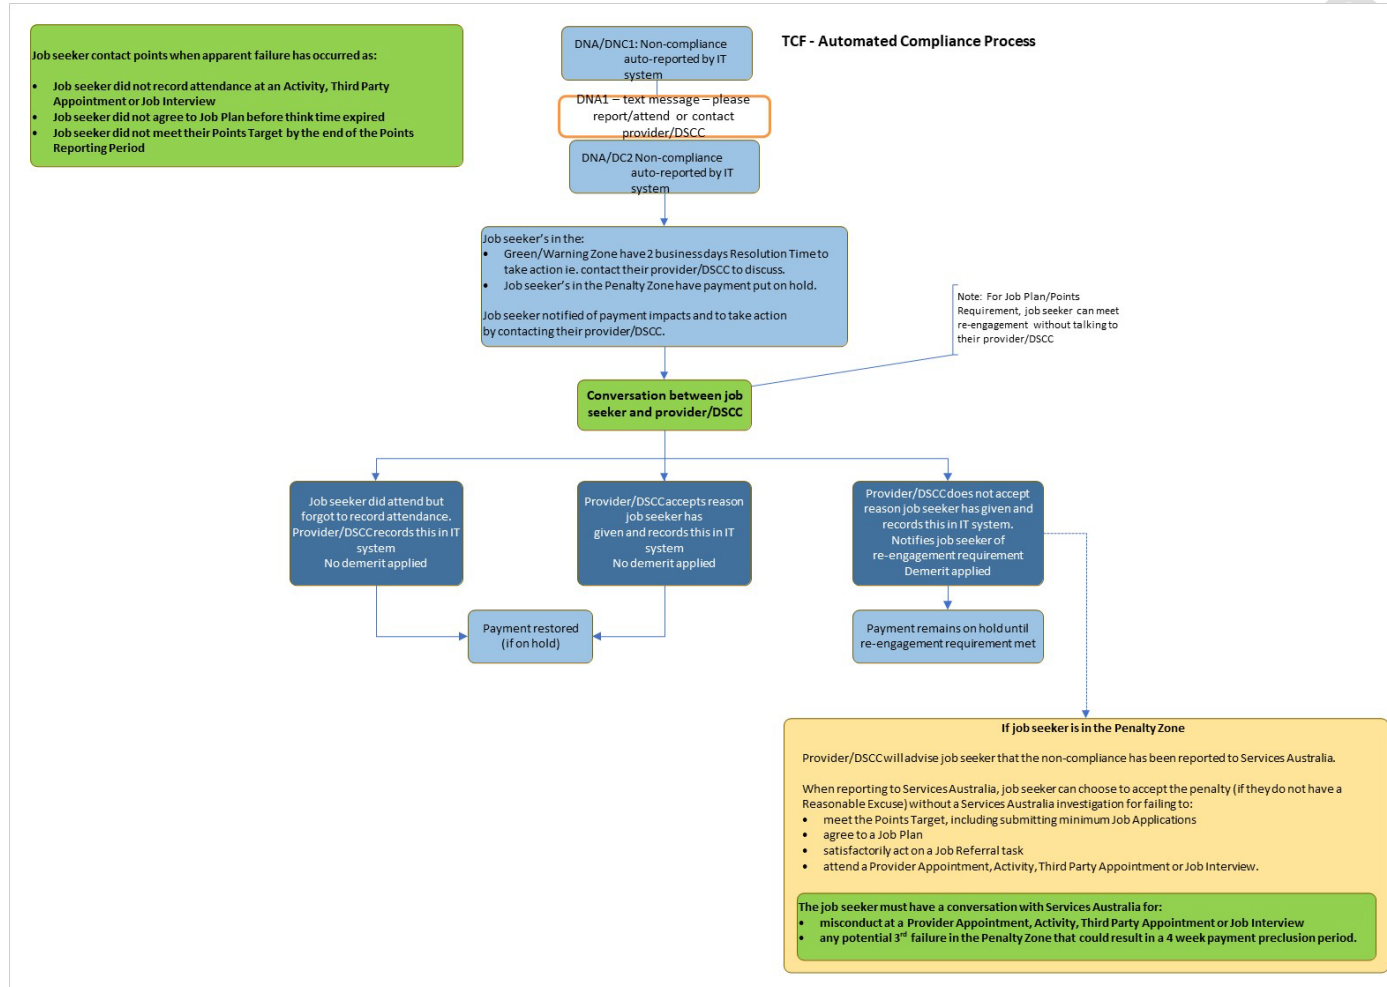 TCF - Automated Compliance Process
Job seeker contact points when apparent failure has occurred as:
• Job seeker did not record attendance at an Activity, Third Party
Appointment or Job Interview
• Job seeker did not agree to Job Plan before think time expired
• Job seeker did not meet their Points Target by the end of the Points
Reporting Period
DNA/DNC1: Non-compliance
auto-reported by IT
system
DNA1 – text message – please
report/attend or contact
provider/DSCC
DNA/DC2 Non-compliance
auto-reported by IT
system
Job seeker's in the:
• Green/Warning Zone have 2 business days Resolution Time to
take action ie. contact their provider/DSCC to discuss.
• Job seeker's in the Penalty Zone have payment put on hold.
Job seeker notified of payment impacts and to take action
by contacting their provider/DSCC.
Note: For Job Plan/Points
Requirement, job seeker can meet
re-engagement without talking to
their provider/DSCC
Conversation between job
seeker and provider/DSCC
Job seeker did attend but
forgot to record attendance.
Provider/DSCC records this in IT
system
No demerit applied
Provider/DSCC accepts reason
job seeker has
given and records this in IT
system
No demerit applied
Provider/DSCC does not accept
reason job seeker has given and
records this in IT system.
Notifies job seeker of
re-engagement requirement
Demerit applied
Payment restored
(if on hold)
Payment remains on hold until
re-engagement requirement met
If job seeker is in the Penalty Zone
Provider/DSCC will advise job seeker that the non-compliance has been reported to Services Australia.
When reporting to Services Australia, job seeker can choose to accept the penalty (if they do not have a
Reasonable Excuse) without a Services Australia investigation for failing to:
• meet the Points Target, including submitting minimum Job Applications
• agree to a Job Plan
• satisfactorily act on a Job Referral task
• attend a Provider Appointment, Activity, Third Party Appointment or Job Interview.
The job seeker must have a conversation with Services Australia for:
• misconduct at a Provider Appointment, Activity, Third Party Appointment or Job Interview
• any potential 3rd failure in the Penalty Zone that could result in a 4 week payment preclusion period.